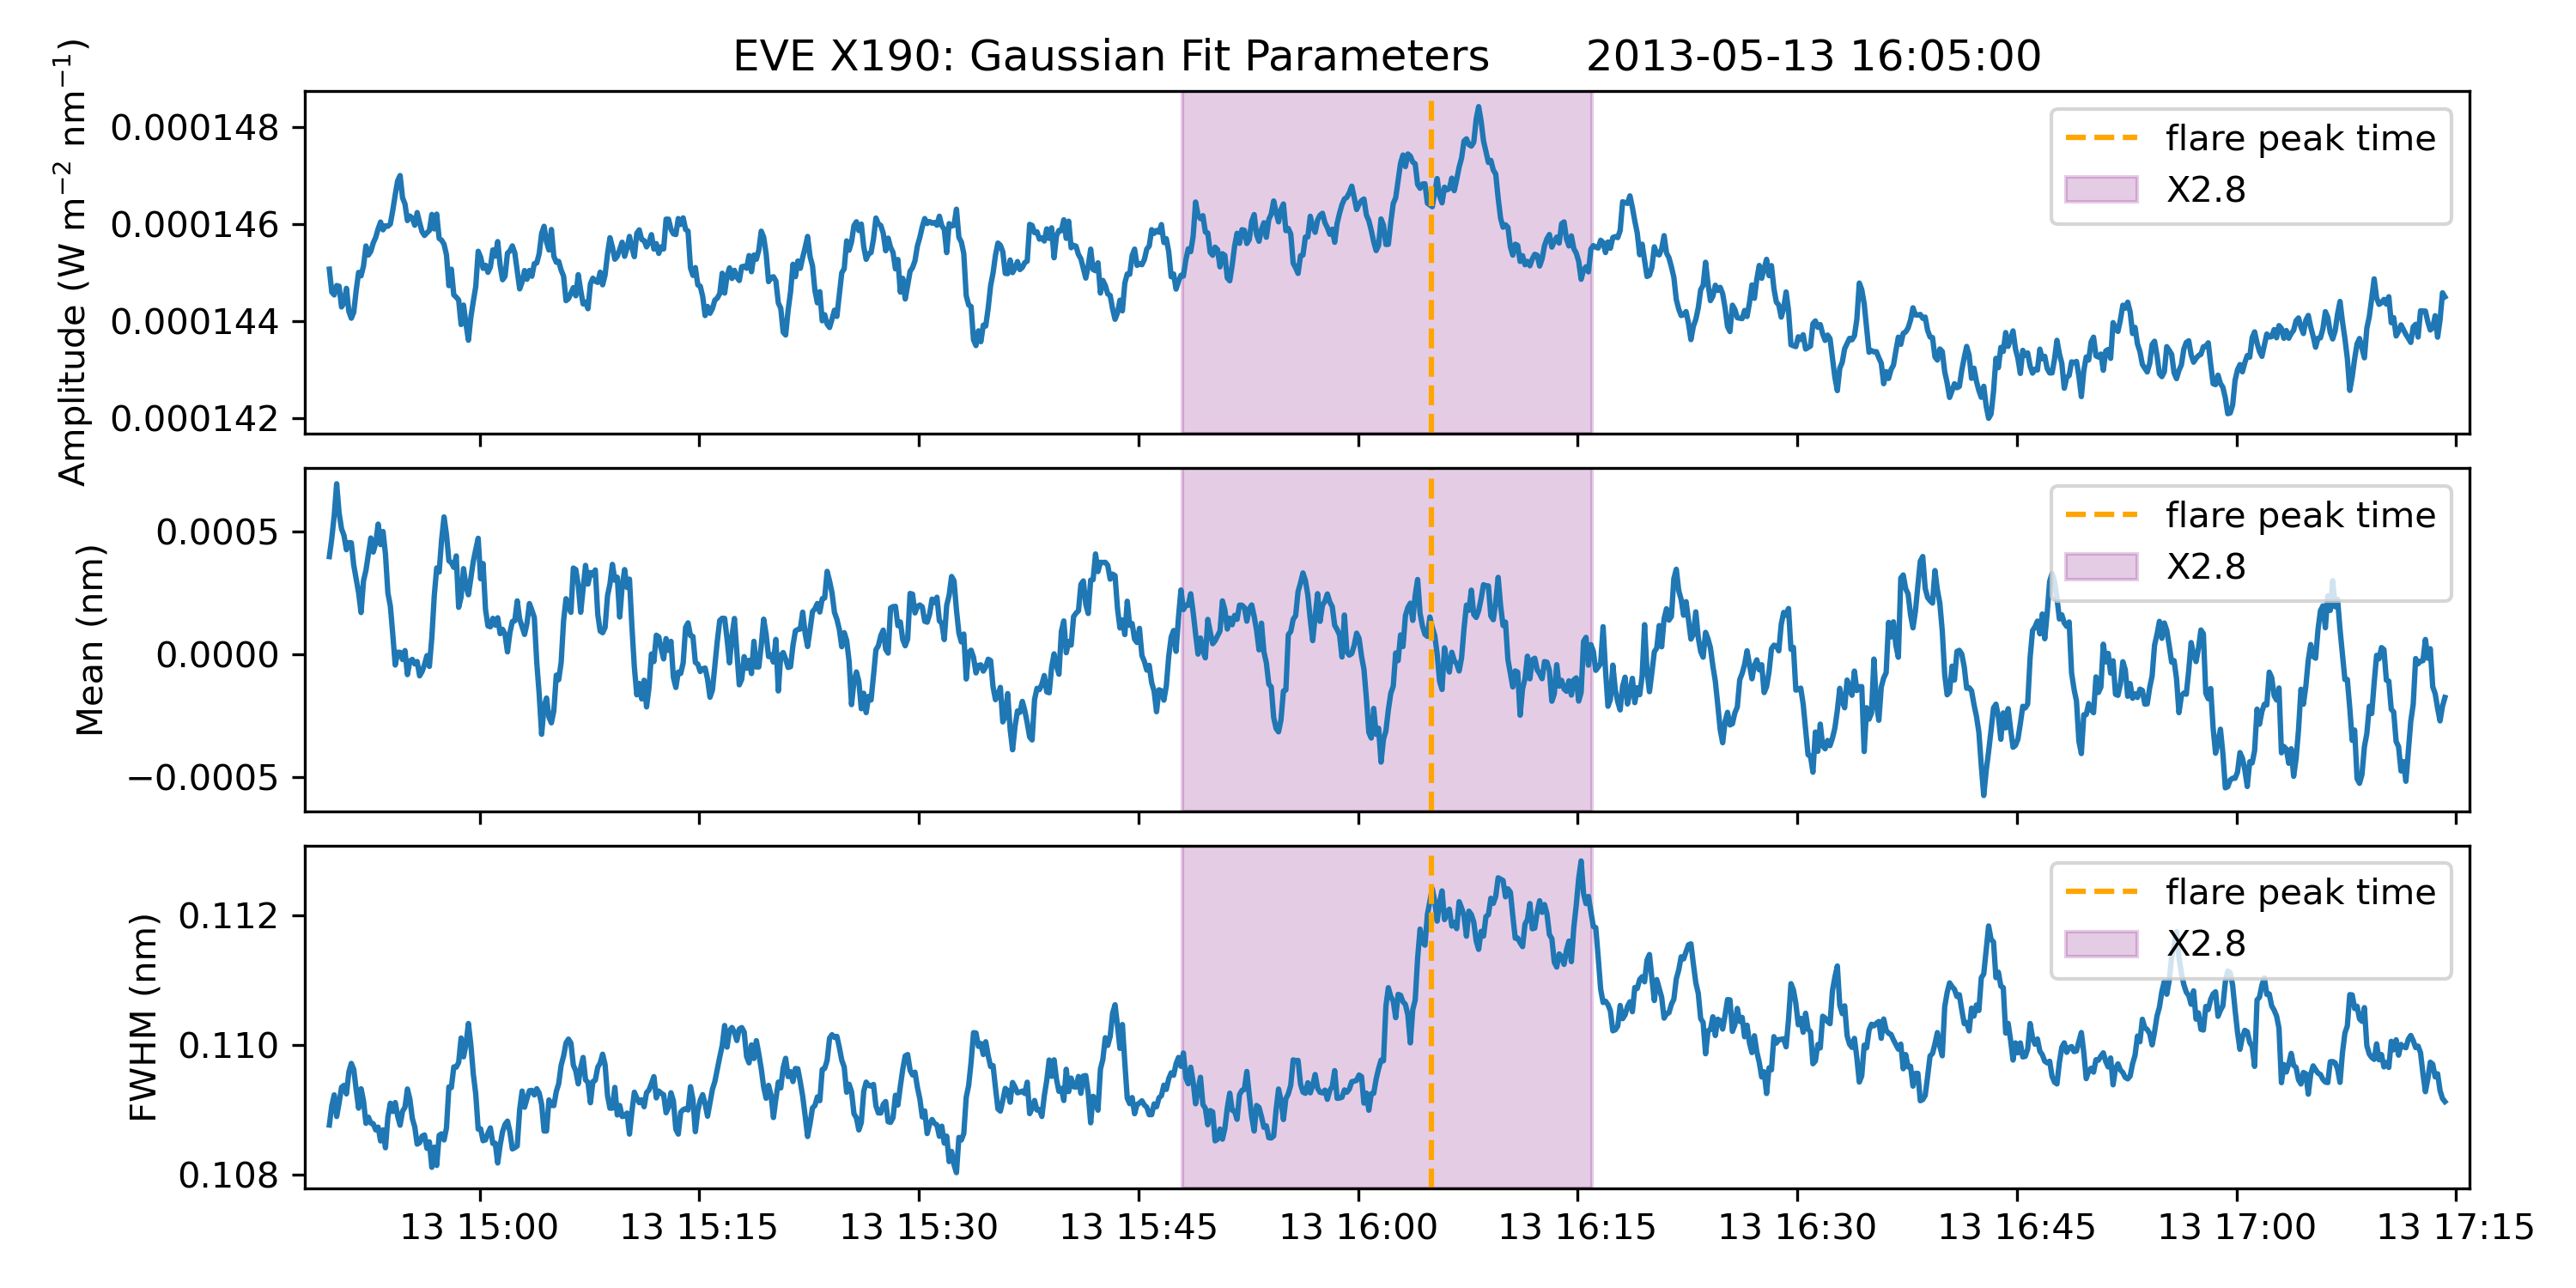 EVE X190: Gaussian Fit Parameters 2013-05-13 16:05:00
Amplitude (W m⁻² nm⁻¹)
0.000148
0.000146
0.000144
0.000142
flare peak time
X2.8
Mean (nm)
0.0005
0.0000
−0.0005
flare peak time
X2.8
FWHM (nm)
0.112
0.110
0.108
flare peak time
X2.8
13 15:00 13 15:15 13 15:30 13 15:45 13 16:00 13 16:15 13 16:30 13 16:45 13 17:00 13 17:15